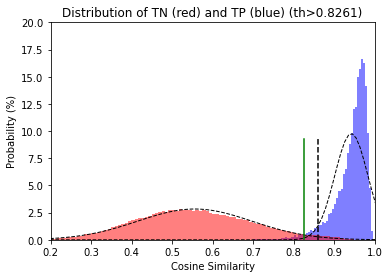 Distribution of TN (red) and TP (blue) (th>0.8261)
20.0
17.5
15.0
12.5
10.0
7.5
5.0
2.5
0.0
Probability (%)
0.2 0.3 0.4 0.5 0.6 0.7 0.8 0.9 1.0
Cosine Simlarity